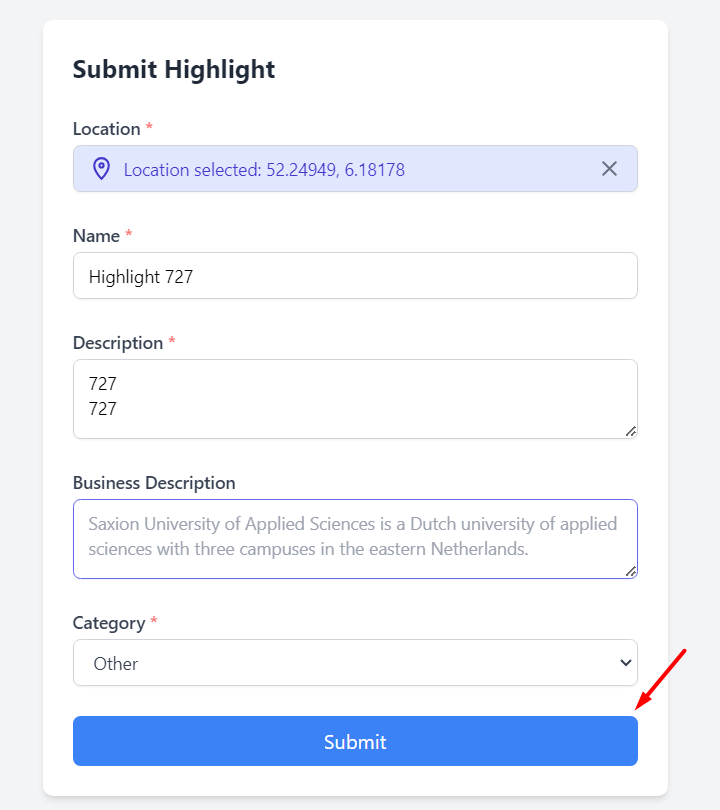 Submit Highlight
Location *
Location selected: 52.24949, 6.18178
Name *
Highlight 727
Description *
727
727
Business Description
Saxion University of Applied Sciences is a Dutch university of applied
sciences with three campuses in the eastern Netherlands.
Category *
Other
Submit